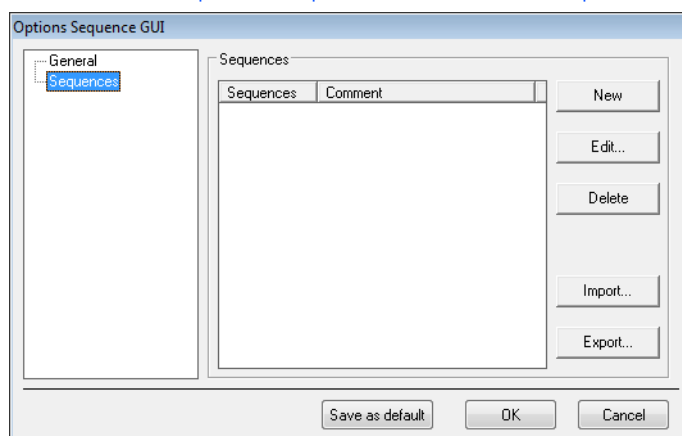 Options Sequence GUI
General
Sequences
Sequences
Sequences Comment
New
Edit...
Delete
Import...
Export...
Save as default OK Cancel